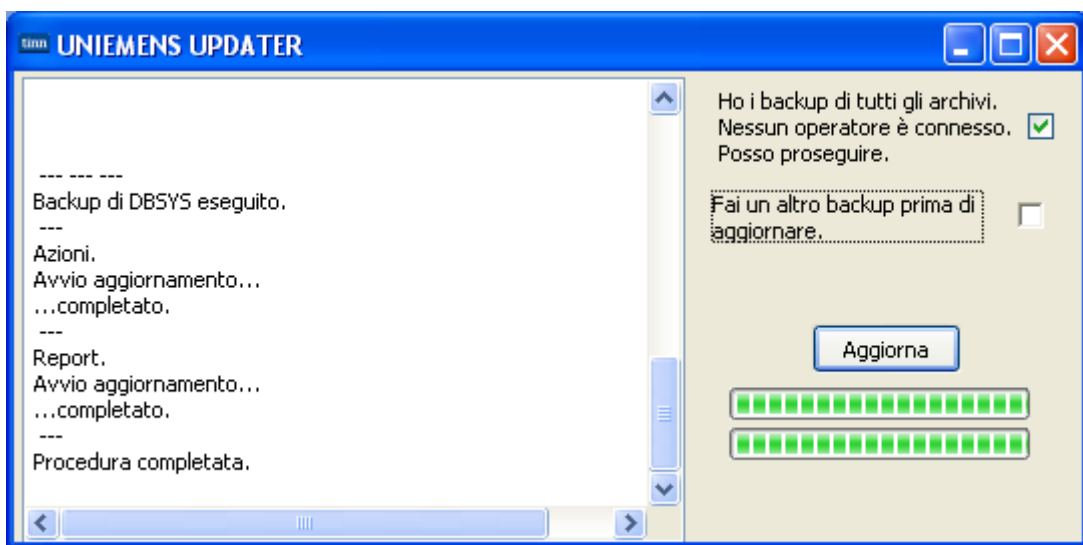 tinn UNIEMENS UPDATER
--- --- ---
Backup di DBSYS eseguito.
---
Azioni.
Avvio aggiornamento...
...completato.
---
Report.
Avvio aggiornamento...
...completato.
---
Procedura completata.
Ho i backup di tutti gli archivi.
Nessun operatore è connesso.
Posso proseguire.
Fai un altro backup prima di
aggiornare.
Aggiorna